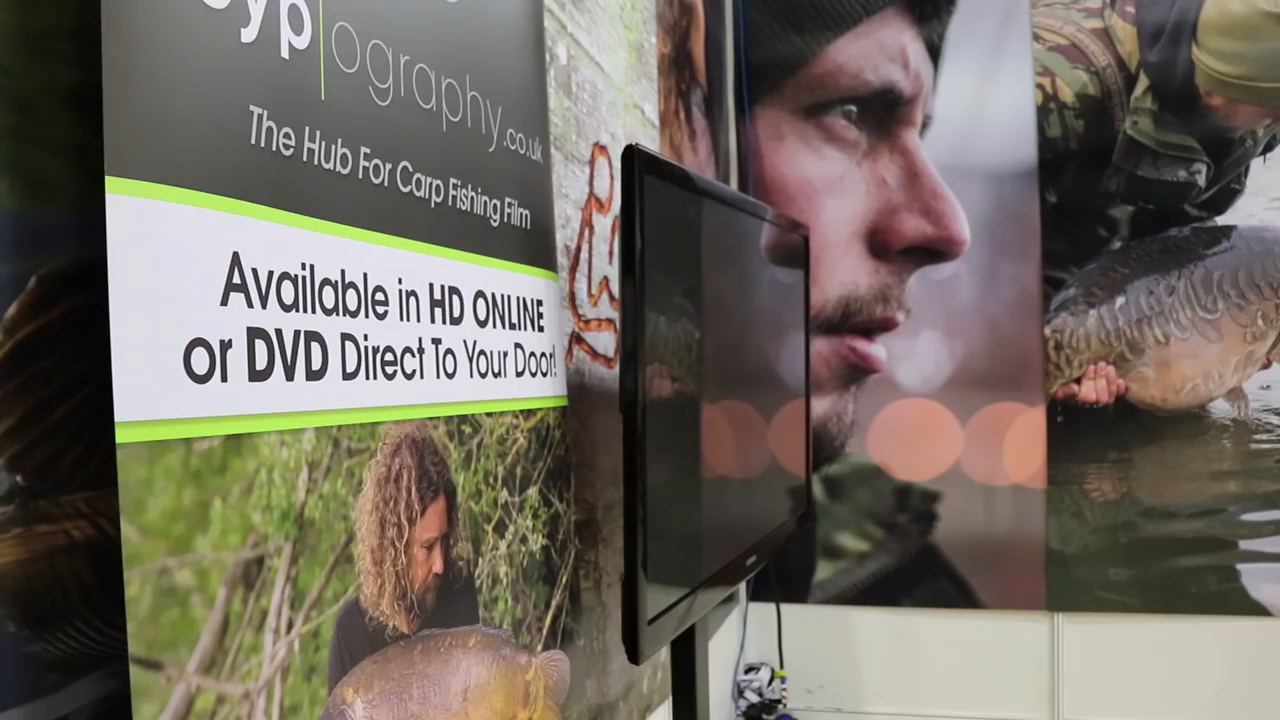 ography.co.uk
The Hub For Carp Fishing Film
Available in HD ONLINE
or DVD Direct To Your Door!